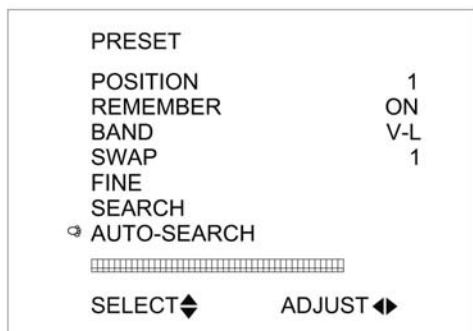 PRESET
POSITION 1
REMEMBER ON
BAND V-L
SWAP 1
FINE
SEARCH
AUTO-SEARCH
SELECT ADJUST